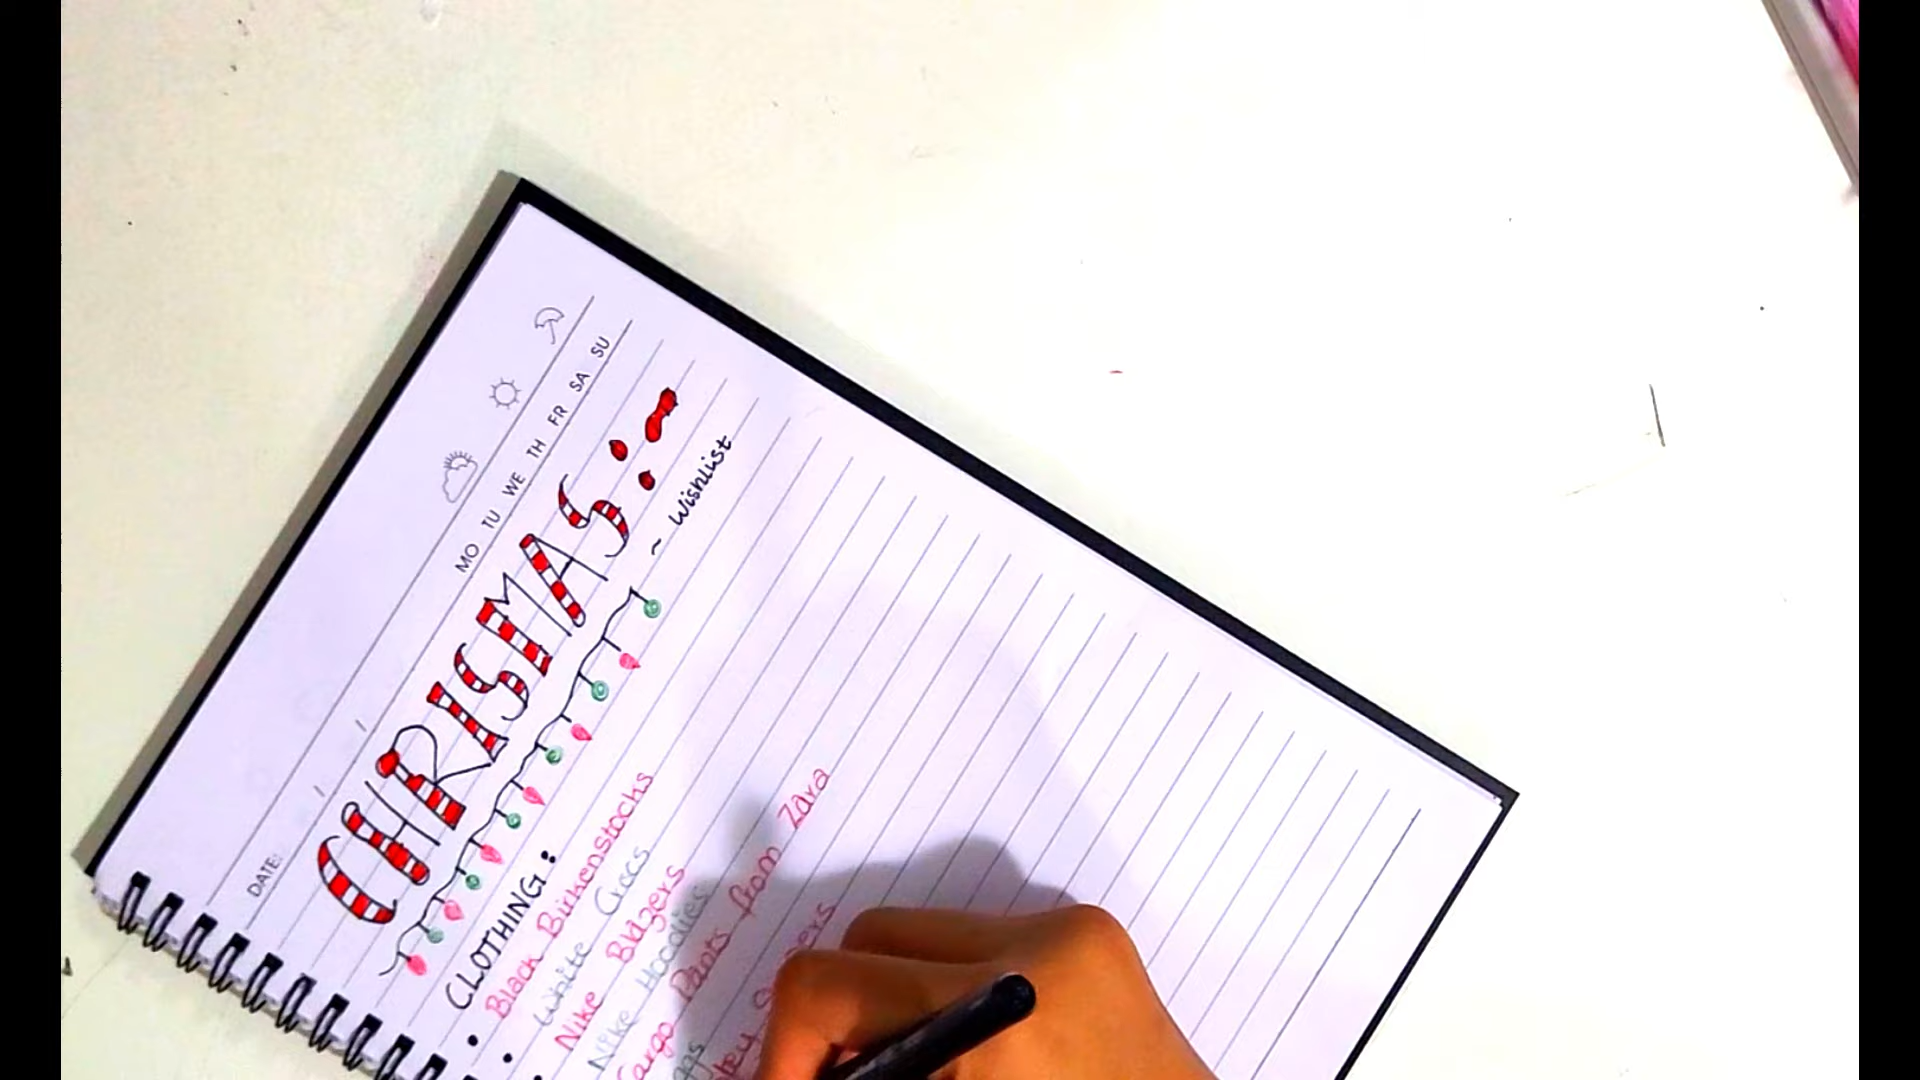 DATE: / /
MO TU WE TH FR SA SU
CHRISMAS:
~ Wishlist
CLOTHING:
• Black Birkenstocks
• White Crocs
• Nike Blazers
Nike Hoodies
Cargo Pants from Zara